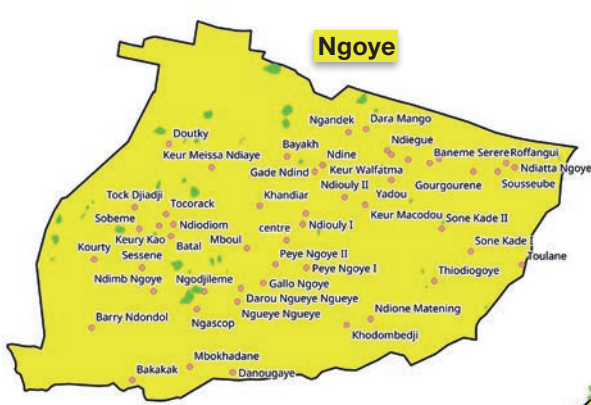 Ngoye
Ngandek
Dara Mango
Doutky
Bayakh
Ndiegue
Keur Meissa Ndiaye
Ndine
Baneme Serere
Roffangui
Gade Ndind
Keur Walfatma
Ndiatta Ngoye
Gourgourene
Sousseube
Ndiouly II
Yadou
Tock Djiadji
Tocorack
Khandiar
Keur Macodou
Sone Kade II
Sobeme
Ndiodiom
Ndiouly I
Keury Kao
Batal
Mboul
centre
Sone Kade I
Kourty
Sessene
Peye Ngoye II
Toulane
Peye Ngoye I
Ndimb Ngoye
Ngodjileme
Gallo Ngoye
Thiodiogoye
Darou Ngueye Ngueye
Barry Ndondol
Ngascop
Ngueye Ngueye
Ndione Matening
Khodombedji
Mbokhadane
Bakakak
Danougaye